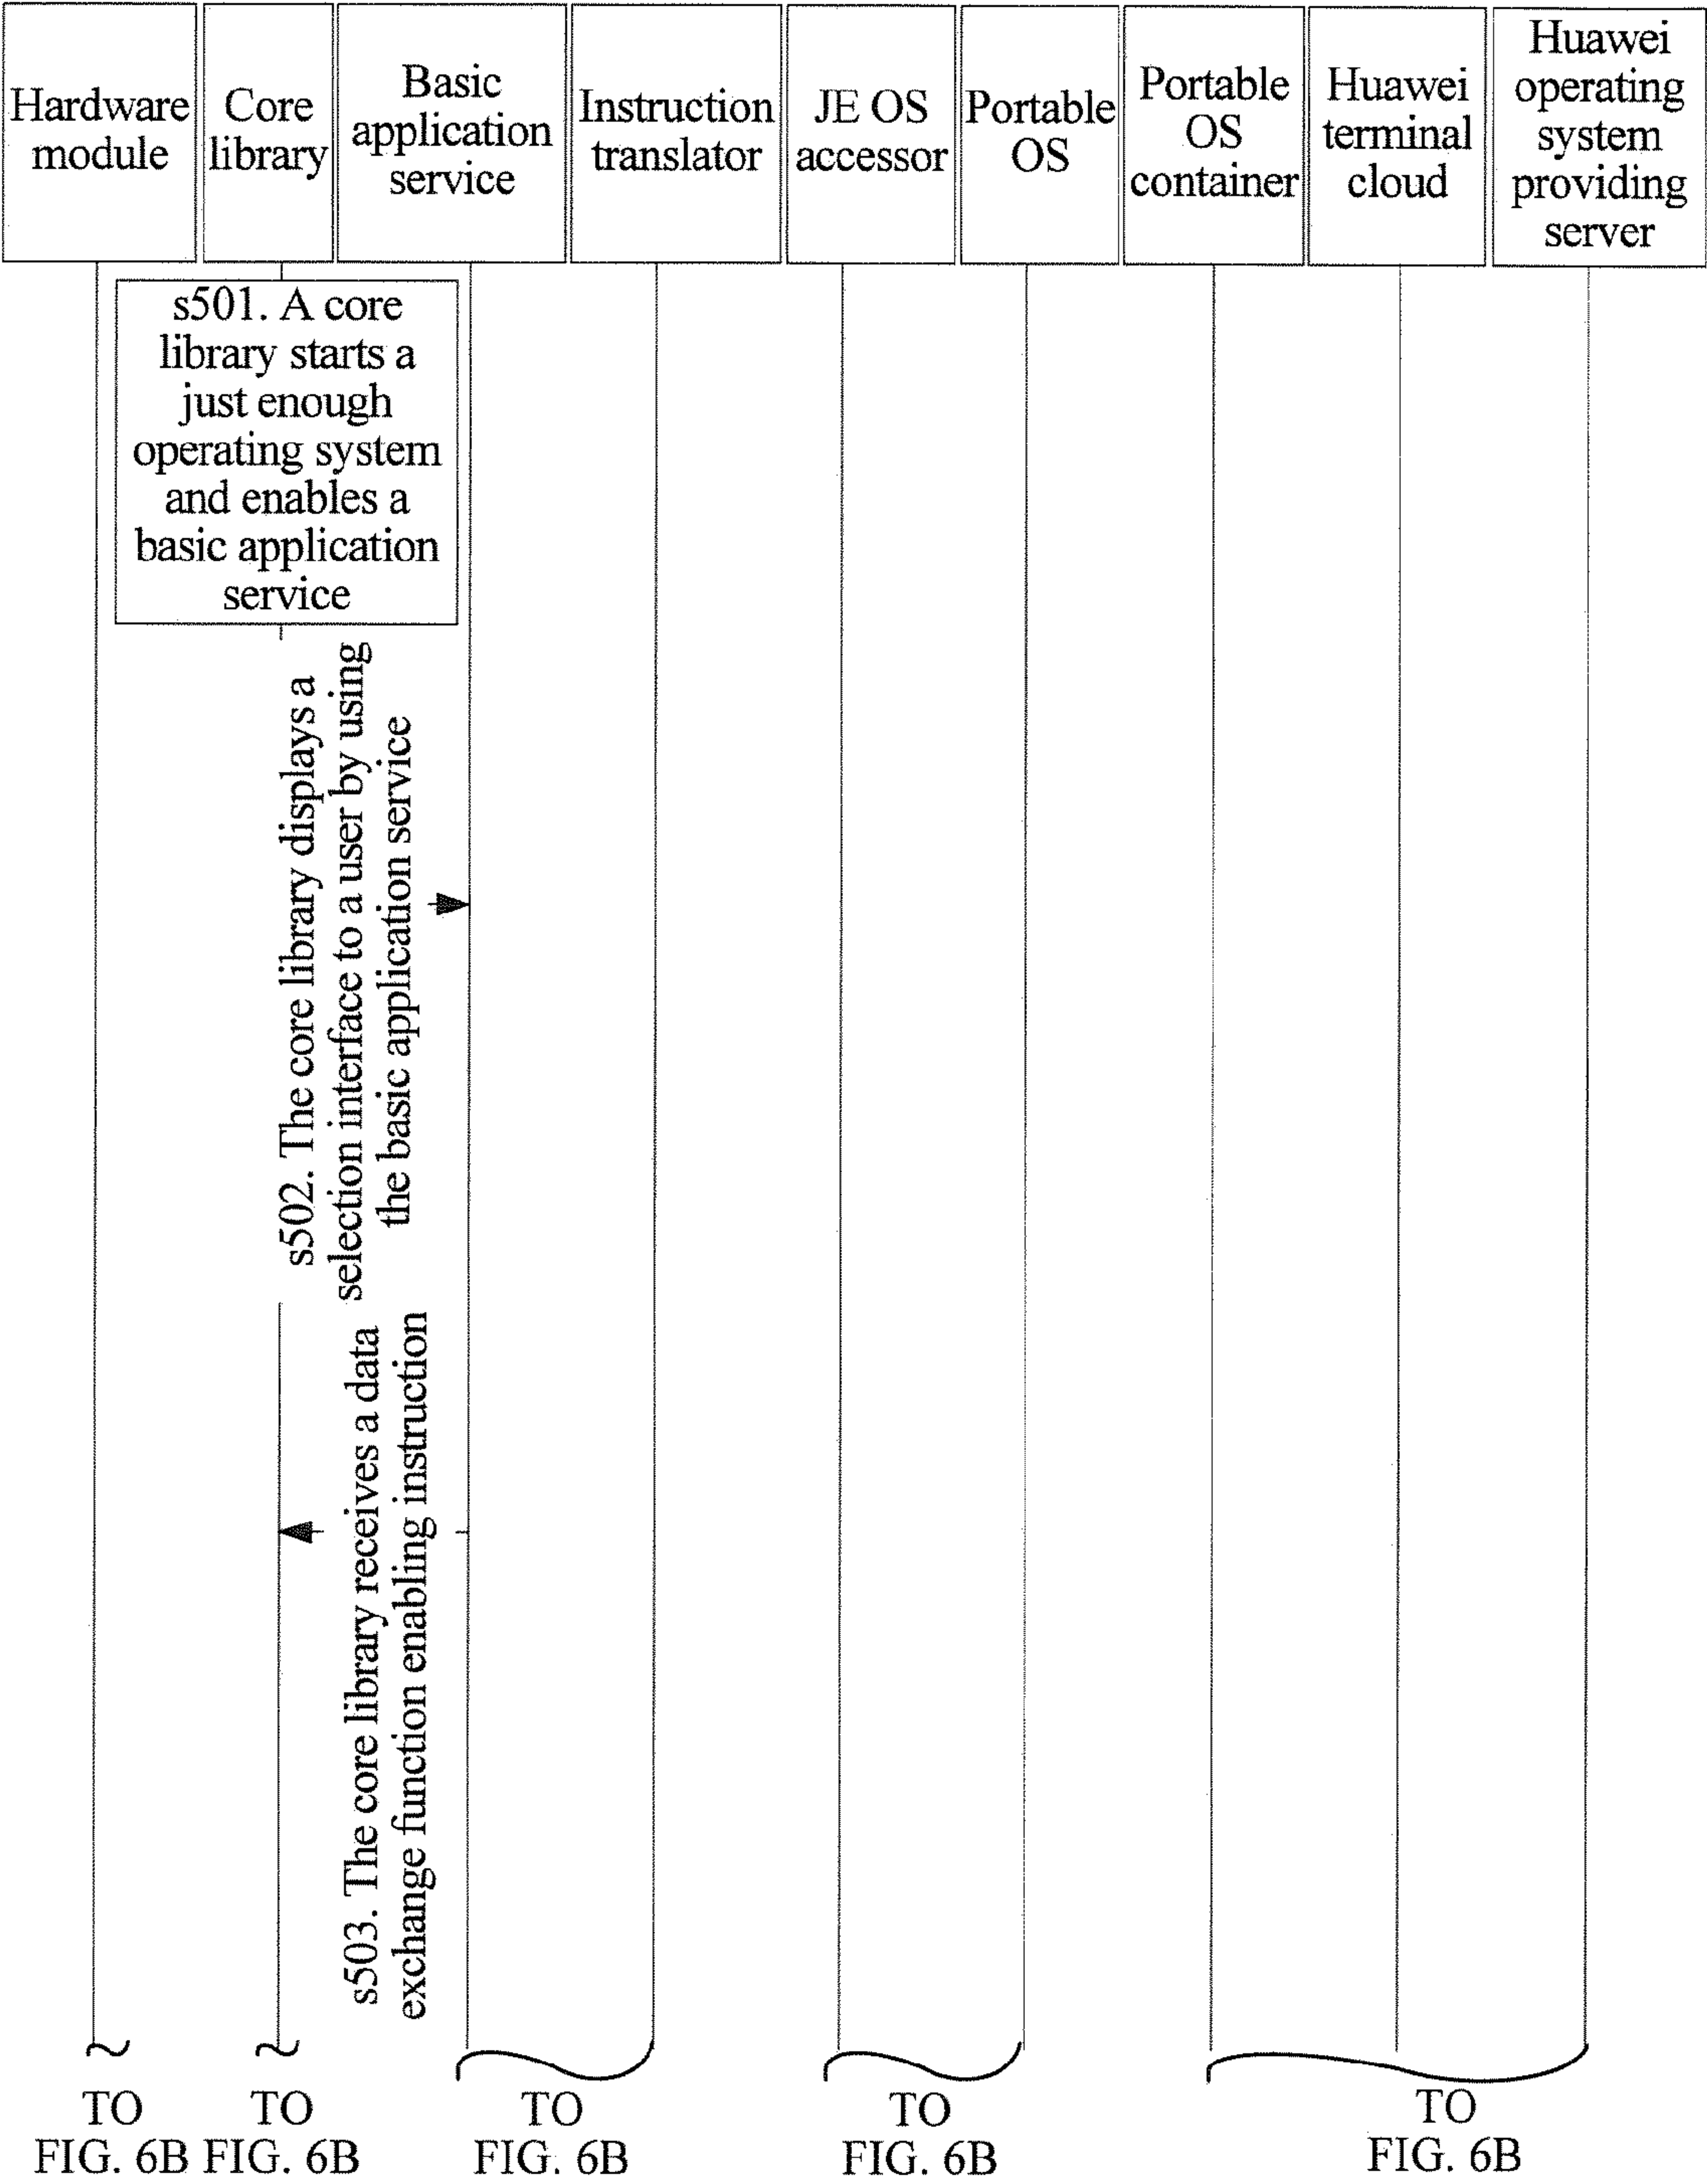 Hardware
module
Core
library
Basic
application
service
Instruction
translator
JE OS
accessor
Portable
OS
Portable
OS
container
Huawei
terminal
cloud
Huawei
operating
system
providing
server
s501. A core
library starts a
just enough
operating system
and enables a
basic application
service
s502. The core library displays a
selection interface to a user by using
the basic application service
s503. The core library receives a data
exchange function enabling instruction
TO
FIG. 6B
TO
FIG. 6B
TO
FIG. 6B
TO
FIG. 6B
TO
FIG. 6B